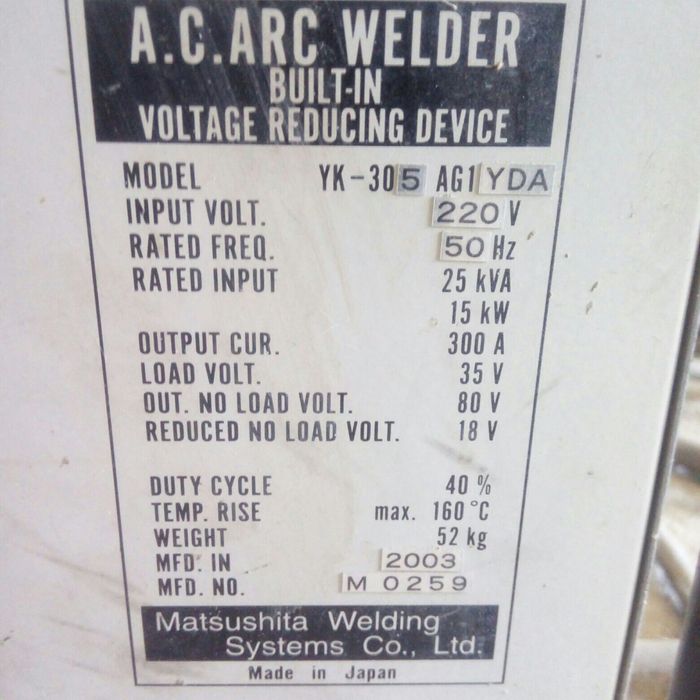 A.C.ARC WELDER
BUILT-IN
VOLTAGE REDUCING DEVICE
MODEL YK-305 AG1 YDA
INPUT VOLT. 220 V
RATED FREQ. 50 Hz
RATED INPUT 25 kVA
15 kW
OUTPUT CUR. 300 A
LOAD VOLT. 35 V
OUT. NO LOAD VOLT. 80 V
REDUCED NO LOAD VOLT. 18 V
DUTY CYCLE 40 %
TEMP. RISE max. 160 °C
WEIGHT 52 kg
MFD. IN 2003
MFD. NO. M 0259
Matsushita Welding
Systems Co., Ltd.
Made in Japan